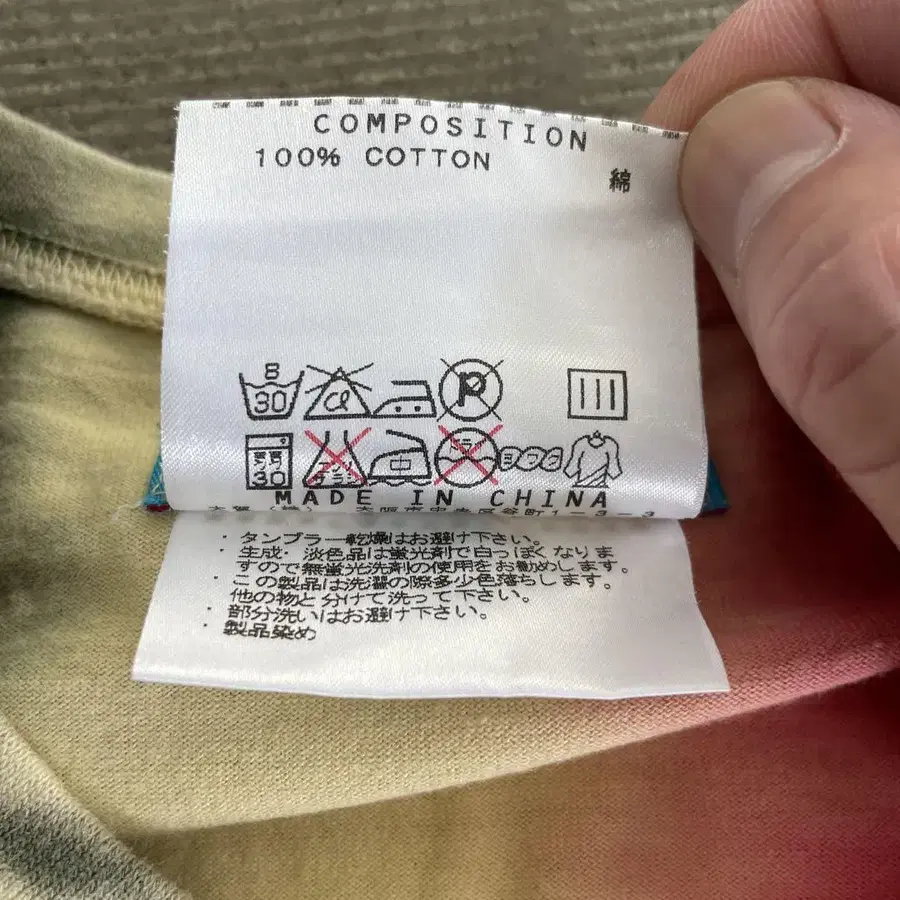 COMPOSITION
100% COTTON
綿
8
30
Cl
P
30
中
MADE IN CHINA
・タンブラー乾燥はお避け下さい。
・生成・淡色品は蛍光剤で白っぽくなりま
すので無蛍光洗剤の使用をお勧めします。
・この製品は洗濯の際多少色落ちします。
他の物と分けて洗って下さい。
・部分洗いはお避け下さい。
・製品染め